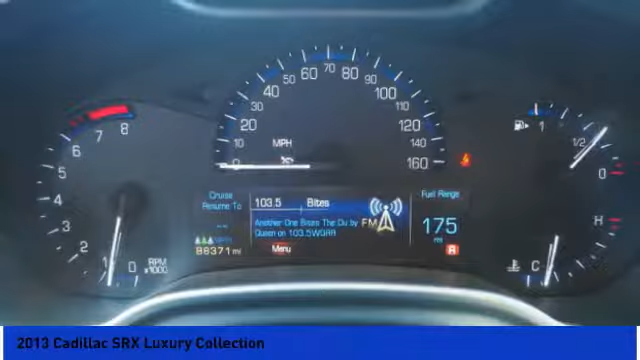 60 70 80
50 90
40 100
30 110
20 120
10 140
0 160
MPH
8
7
6
5
4
3
2
1
0
RPM
x1000
1
1/2
0
H
C
Cruise
Resume To
--
88371 mi
103.5 Bites
Another One Bites The Du by
Queen on 103.5WGRR
FM
Menu
Fuel Range
175
mi
R
2013 Cadillac SRX Luxury Collection